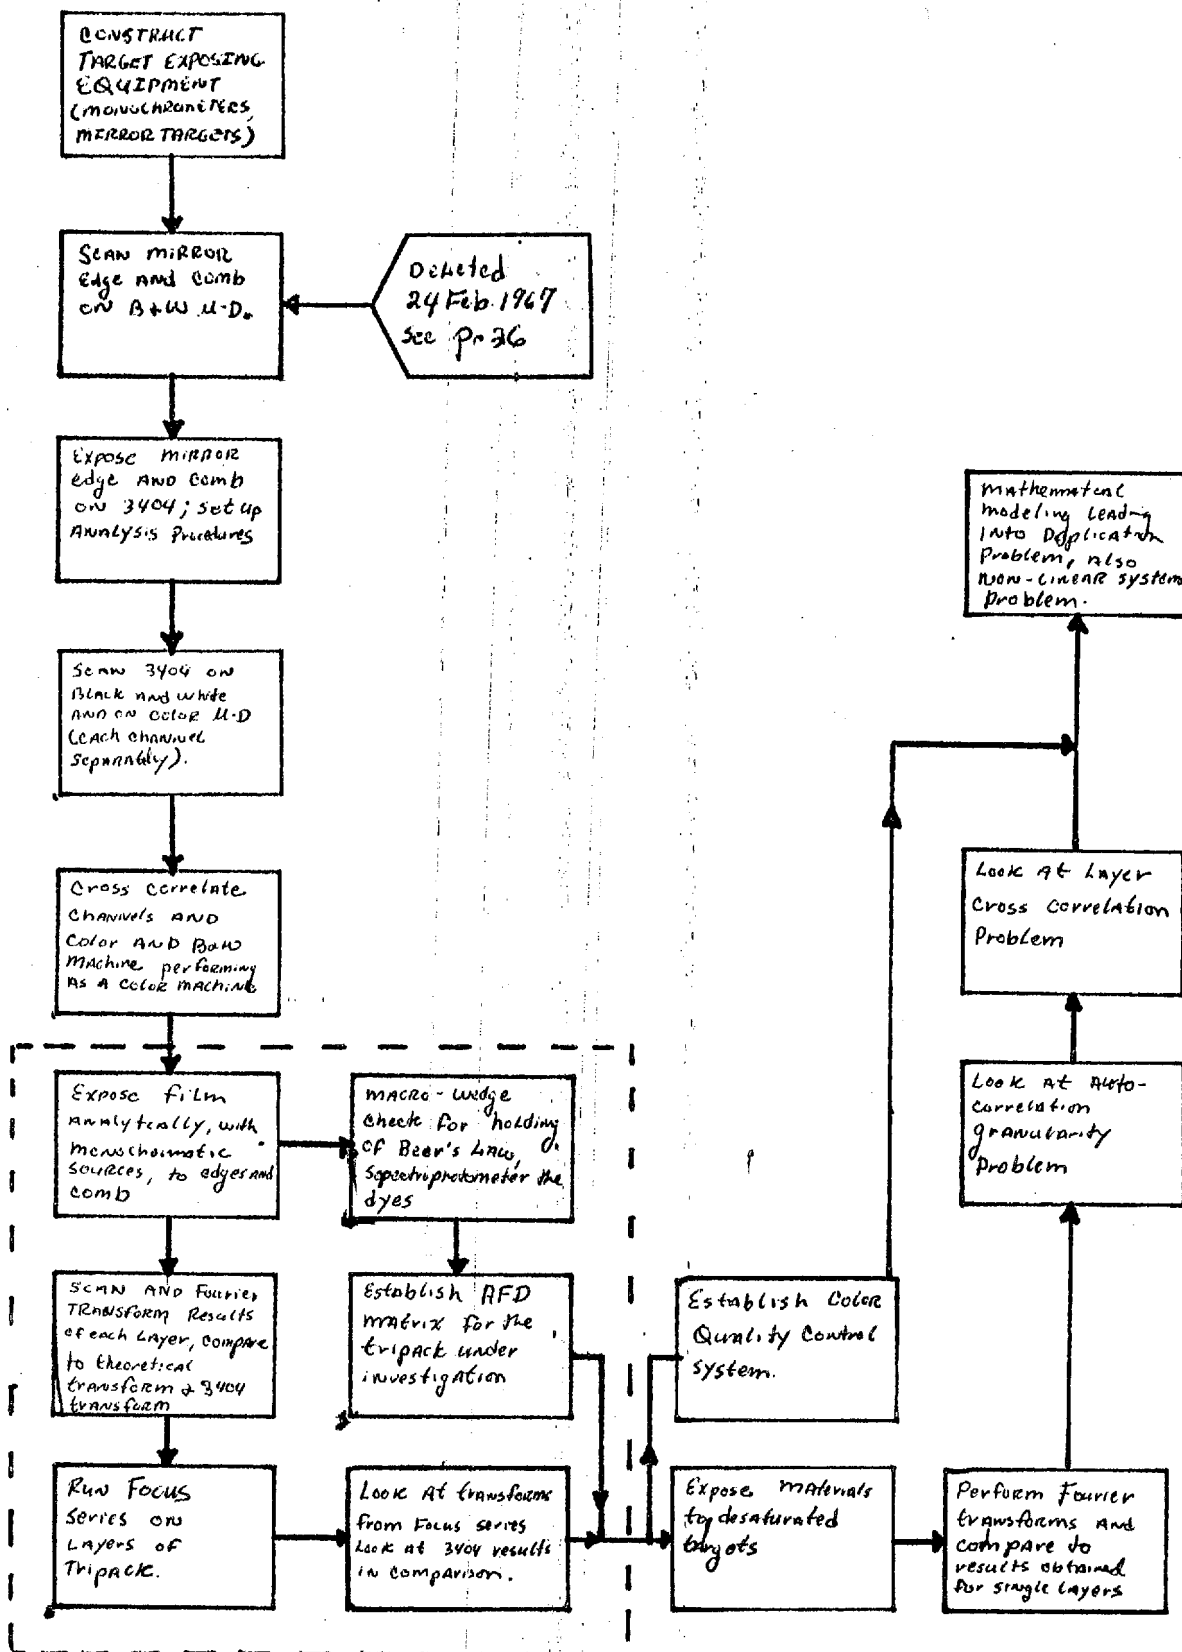 CONSTRUCT
TARGET EXPOSING
EQUIPMENT
(MONOCHROMETERS,
MIRROR TARGETS)
SCAN MIRROR
Edge AND Comb
ON B+W U-D.
Deleted
24 Feb. 1967
See p. 36
Expose MIRROR
edge AND Comb
ON 3404; Set up
ANALYSIS Procedures
SCAN 3404 ON
BLACK AND White
AND ON COLOR U-D
(EACH CHANNEL
SEPARATELY).
Cross Correlate
Channels AND
Color AND B&W
MACHINE performing
AS A COLOR MACHINE
Expose film
ANALYTICALLY, with
monochromatic
SOURCES, to edges and
comb
MACRO-Wedge
check for holding
of Beer's LAW,
the
dyes
SCAN AND Fourier
TRANSFORM Results
of each LAYER, compare
to theoretical
transform & 3404
transform
Establish AFD
matrix for the
tripack under
investigation
RUN FOCUS
Series ON
LAYERS OF
TRIPACK.
Look At transforms
from Focus series
Look at 3404 results
in comparison.
Establish Color
Quality Control
system.
Expose materials
to desaturated
targets
Perform Fourier
transforms AND
compare to
results obtained
for single layers
Look At Auto-
correlation
granularity
Problem
Look At Layer
Cross Correlation
Problem
Mathematical
modeling Leading
INTO Duplication
Problem, Also
NON-LINEAR system
Problem.